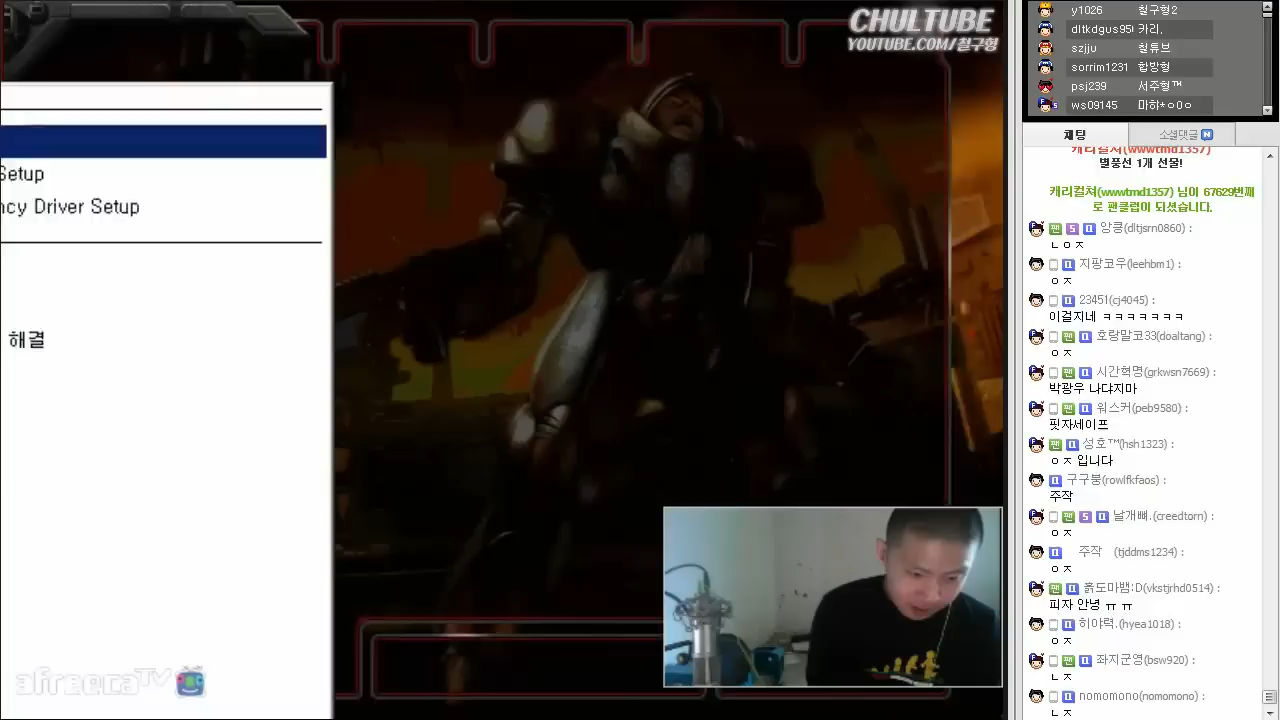 CHULTUBE
YOUTUBE.COM/철구형
Setup
ncy Driver Setup
해결
afreecaTV
y1026 철구형2
dltkdgus95 카리,
szjju 철튜브
sorrim1231 항방형
psj239 서주형™
ws09145 마하*ㅇ0ㅇ
채팅
소셜댓글 N
캐리컬쳐(wwwtmd1357)
별풍선 1개 선물!
캐리컬쳐(wwwtmd1357) 님이 67629번째
로 팬클럽이 되셨습니다.
앙쿵(dltjsrn0860) :
ㄴㅇㅈ
지팡코우(leehbm1) :
ㅇㅈ
2345l(cj4045) :
이걸지네 ㅋㅋㅋㅋㅋㅋㅋ
호랑말코33(doaltang) :
ㅇㅈ
시간혁명(grkwsn7669) :
박광우 나댜지마
워스커(peb9580) :
핏자세이프
성호™(hsh1323) :
ㅇㅈ 입니다
구구붕(rowlfkfaos) :
주작
날개뼈.(creedtorn) :
ㅇㅈ
주작 (tjddms1234) :
ㅇㅈ
흙도마뱀:D(vkstjrhd0514) :
피자 안녕 ㅠㅠ
히야력.(hyea1018) :
ㅇㅈ
좌지군영(bsw920) :
ㄴㅈ
nomomono(nomomono) :
ㄴㅈ